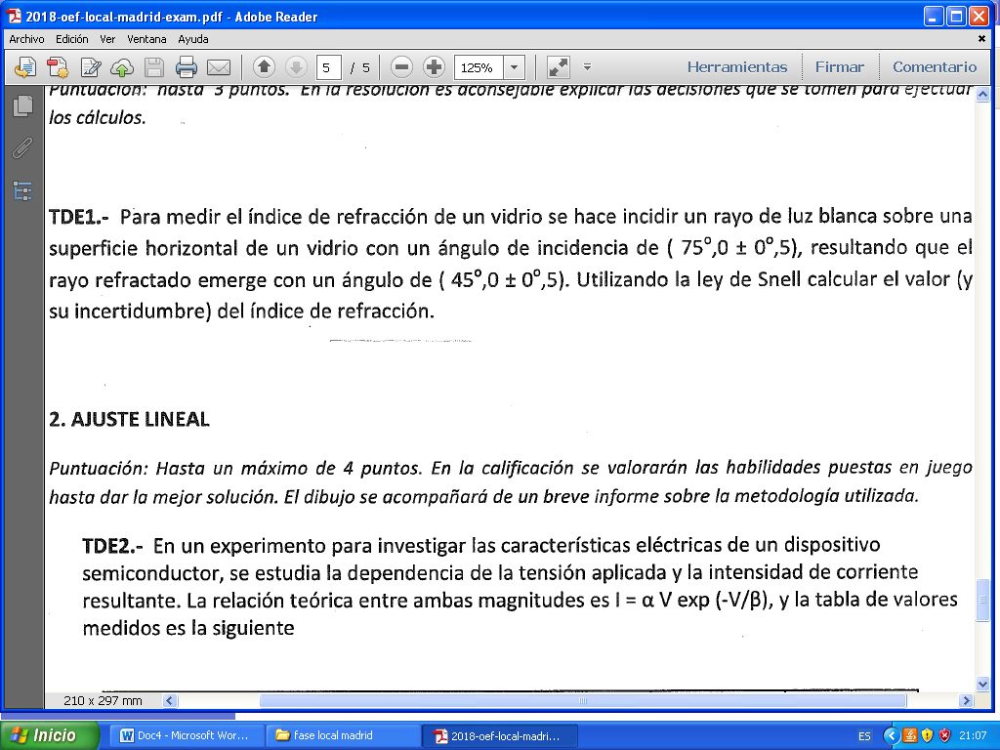 2018-oef-local-madrid-exam.pdf - Adobe Reader
Archivo Edición Ver Ventana Ayuda
5 / 5 125% Herramientas Firmar Comentario
Puntuación: hasta 3 puntos. En la resolución es aconsejable explicar las decisiones que se tomen para efectuar
los cálculos.
TDE1.- Para medir el índice de refracción de un vidrio se hace incidir un rayo de luz blanca sobre una
superficie horizontal de un vidrio con un ángulo de incidencia de ( 75º,0 ± 0º,5), resultando que el
rayo refractado emerge con un ángulo de ( 45º,0 ± 0º,5). Utilizando la ley de Snell calcular el valor (y
su incertidumbre) del índice de refracción.
2. AJUSTE LINEAL
Puntuación: Hasta un máximo de 4 puntos. En la calificación se valorarán las habilidades puestas en juego
hasta dar la mejor solución. El dibujo se acompañará de un breve informe sobre la metodología utilizada.
TDE2.- En un experimento para investigar las características eléctricas de un dispositivo
semiconductor, se estudia la dependencia de la tensión aplicada y la intensidad de corriente
resultante. La relación teórica entre ambas magnitudes es I = α V exp (-V/β), y la tabla de valores
medidos es la siguiente
210 x 297 mm
Inicio Doc4 - Microsoft Wor... fase local madrid 2018-oef-local-madri... ES 21:07